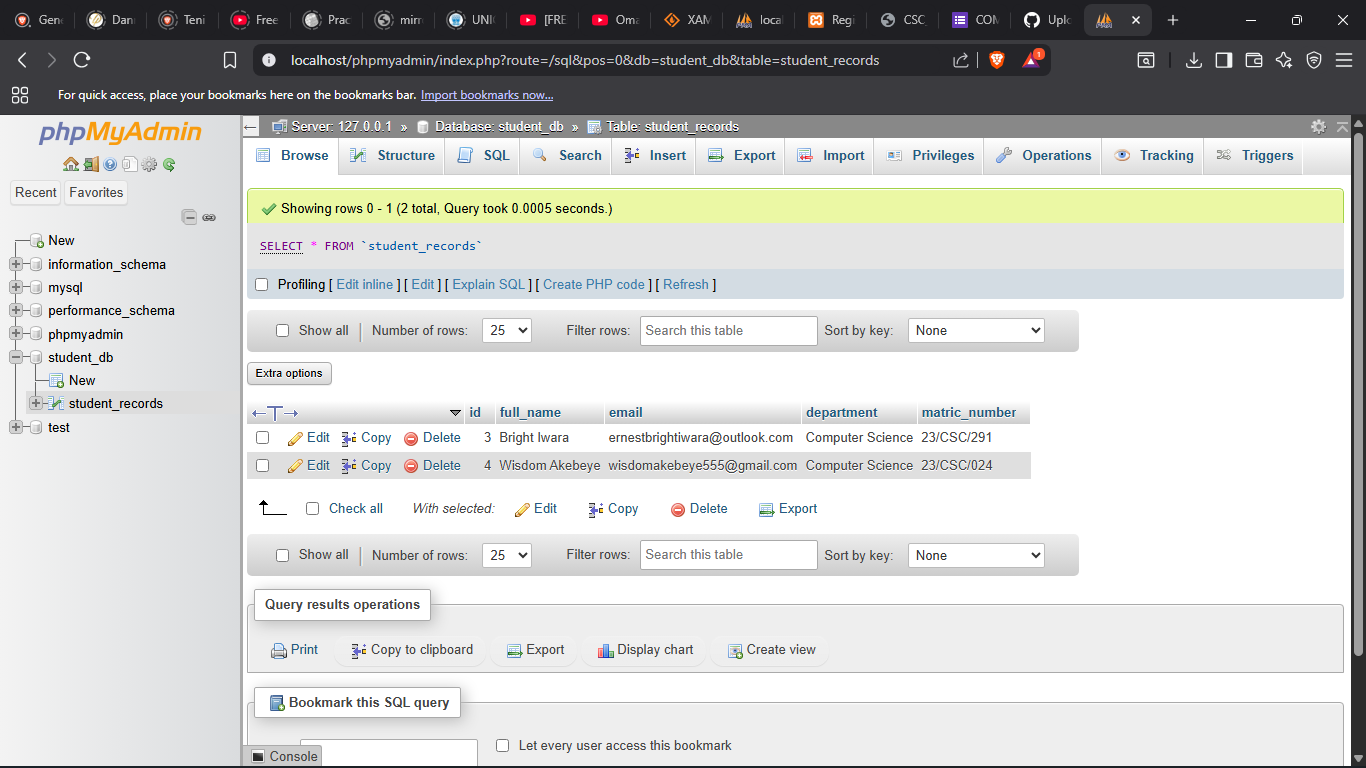 Gene
Dan
Teni
Free
Prac
mirr
UNIC
[FRE
Oma
XAM
local
Regi
CSC_
COM
Uplo
localhost/phpmyadmin/index.php?route=/sql&pos=0&db=student_db&table=student_records
1
For quick access, place your bookmarks here on the bookmarks bar. Import bookmarks now...
phpMyAdmin
Recent Favorites
New
information_schema
mysql
performance_schema
phpmyadmin
student_db
New
student_records
test
Server: 127.0.0.1 » Database: student_db » Table: student_records
Browse Structure SQL Search Insert Export Import Privileges Operations Tracking Triggers
Showing rows 0 - 1 (2 total, Query took 0.0005 seconds.)
SELECT * FROM `student_records`
Profiling [ Edit inline ] [ Edit ] [ Explain SQL ] [ Create PHP code ] [ Refresh ]
Show all Number of rows: 25 Filter rows: Search this table Sort by key: None
Extra options
id full_name email department matric_number
Edit Copy Delete 3 Bright Iwara ernestbrightiwara@outlook.com Computer Science 23/CSC/291
Edit Copy Delete 4 Wisdom Akebeye wisdomakebeye555@gmail.com Computer Science 23/CSC/024
Check all With selected: Edit Copy Delete Export
Show all Number of rows: 25 Filter rows: Search this table Sort by key: None
Query results operations
Print Copy to clipboard Export Display chart Create view
Bookmark this SQL query
Let every user access this bookmark
Console